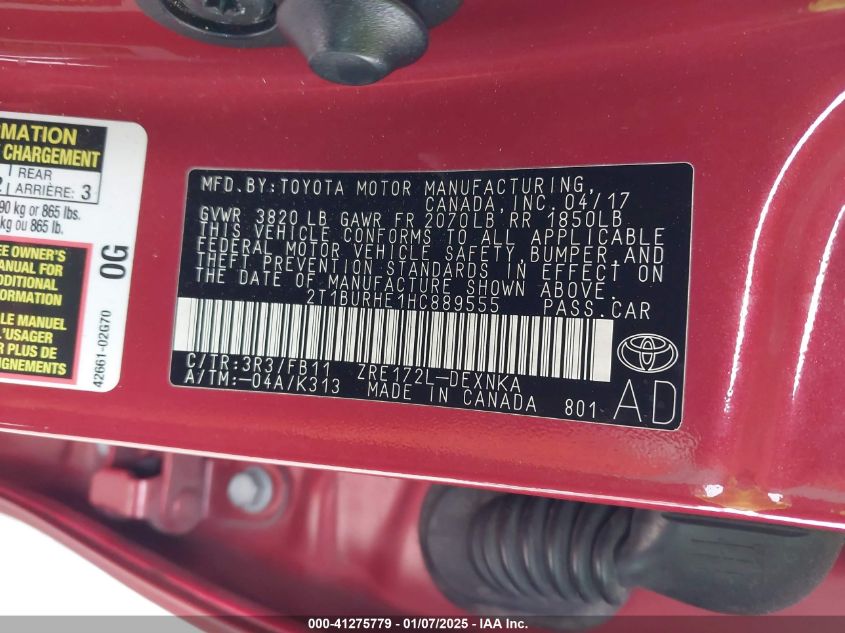 RMATION
CHARGEMENT
REAR
ARRIÈRE: 3
90 kg or 865 lbs.
kg ou 865 lb.
EE OWNER'S
MANUAL FOR
ADDITIONAL
ORMATION
LE MANUEL
L'USAGER
R PLUS DE
IGNEMENTS
0G
42661-02G70
MFD. BY: TOYOTA MOTOR MANUFACTURING,
CANADA, INC. 04/17
GVWR 3820 LB GAWR FR 2070LB RR 1850LB
THIS VEHICLE CONFORMS TO ALL APPLICABLE
FEDERAL MOTOR VEHICLE SAFETY, BUMPER, AND
THEFT PREVENTION STANDARDS IN EFFECT ON
THE DATE OF MANUFACTURE SHOWN ABOVE.
2T1BURHE1HC889555 PASS. CAR
C/TR: 3R3/FB11 ZRE172L-DEXNKA
A/TM: -04A/K313 MADE IN CANADA 801
AD
000-41275779 - 01/07/2025 - IAA Inc.